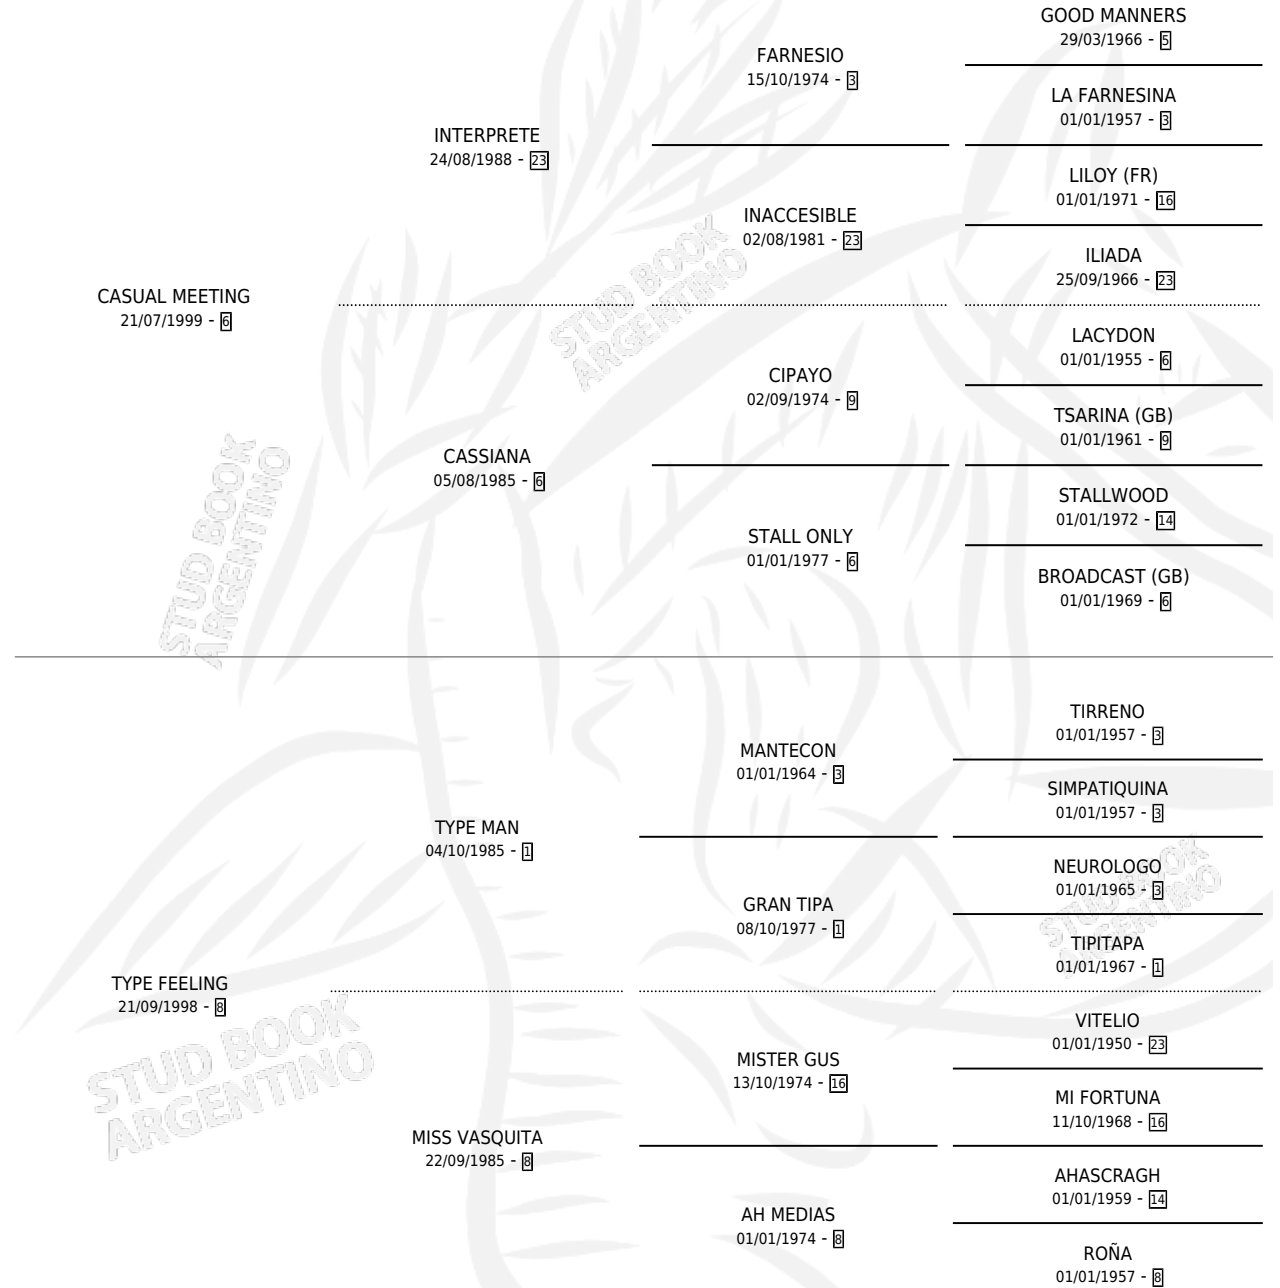 GOOD MANNERS
29/03/1966 - 5
FARNESIO
15/10/1974 - 3
LA FARNESINA
01/01/1957 - 3
INTERPRETE
24/08/1988 - 23
LILOY (FR)
01/01/1971 - 16
INACCESIBLE
02/08/1981 - 23
ILIADA
25/09/1966 - 23
CASUAL MEETING
21/07/1999 - 6
LACYDON
01/01/1955 - 6
CIPAYO
02/09/1974 - 9
TSARINA (GB)
01/01/1961 - 9
CASSIANA
05/08/1985 - 6
STALLWOOD
01/01/1972 - 14
STALL ONLY
01/01/1977 - 6
BROADCAST (GB)
01/01/1969 - 6
STUD BOOK
ARGENTINO
STUD BOOK
ARGENTINO
TIRRENO
01/01/1957 - 3
MANTECON
01/01/1964 - 3
SIMPATIQUINA
01/01/1957 - 3
TYPE MAN
04/10/1985 - 1
NEUROLOGO
01/01/1965 - 3
GRAN TIPA
08/10/1977 - 1
TIPITAPA
01/01/1967 - 1
TYPE FEELING
21/09/1998 - 8
VITELIO
01/01/1950 - 23
MISTER GUS
13/10/1974 - 16
MI FORTUNA
11/10/1968 - 16
MISS VASQUITA
22/09/1985 - 8
AHASCRAGH
01/01/1959 - 14
AH MEDIAS
01/01/1974 - 8
ROÑA
01/01/1957 - 8
STUD BOOK
ARGENTINO
STUD BOOK
ARGENTINO